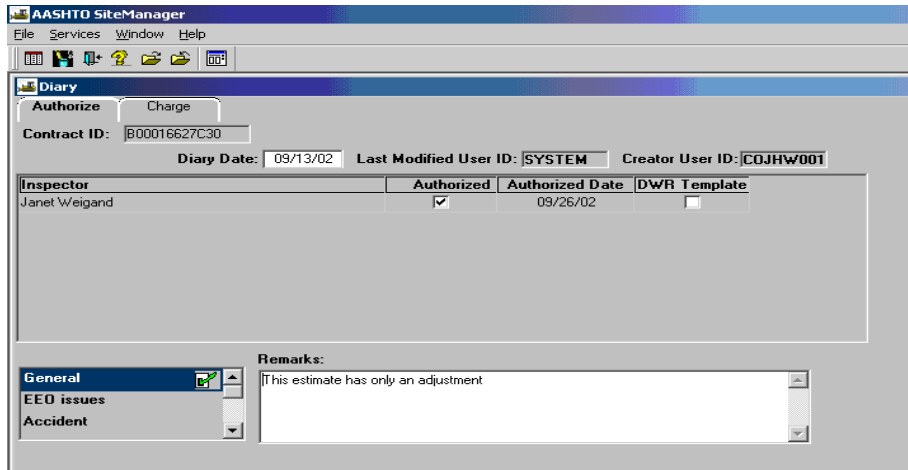 AASHTO SiteManager
File Services Window Help
Diary
Authorize Charge
Contract ID: B00016627C30
Diary Date: 09/13/02 Last Modified User ID: SYSTEM Creator User ID: COJHW001
Inspector Authorized Authorized Date DWR Template
Janet Weigand 09/26/02
Remarks:
General
This estimate has only an adjustment
EEO issues
Accident